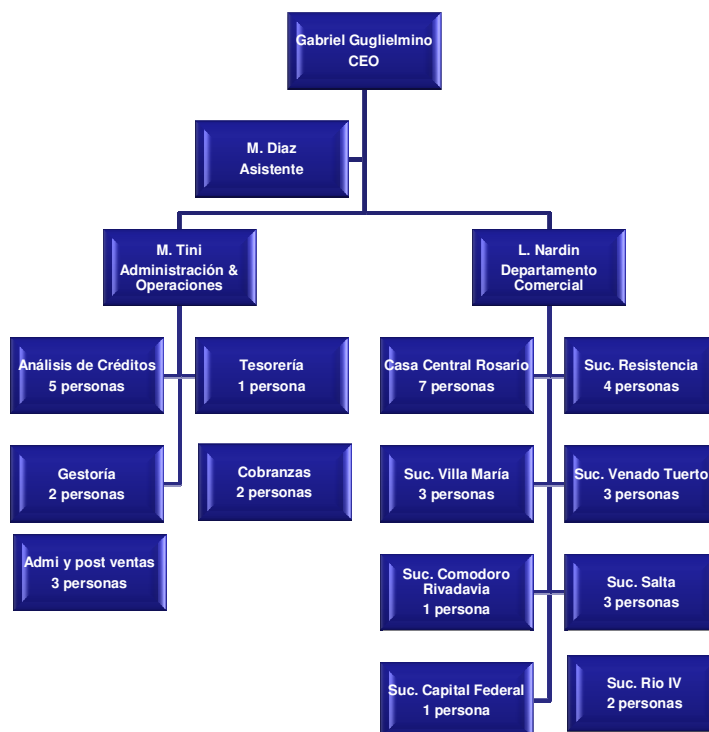 Gabriel Guglielmino
CEO
M. Diaz
Asistente
M. Tini
Administración &
Operaciones
L. Nardin
Departamento
Comercial
Análisis de Créditos
5 personas
Tesorería
1 persona
Casa Central Rosario
7 personas
Suc. Resistencia
4 personas
Gestoría
2 personas
Cobranzas
2 personas
Suc. Villa María
3 personas
Suc. Venado Tuerto
3 personas
Admi y post ventas
3 personas
Suc. Comodoro
Rivadavia
1 persona
Suc. Salta
3 personas
Suc. Capital Federal
1 persona
Suc. Rio IV
2 personas